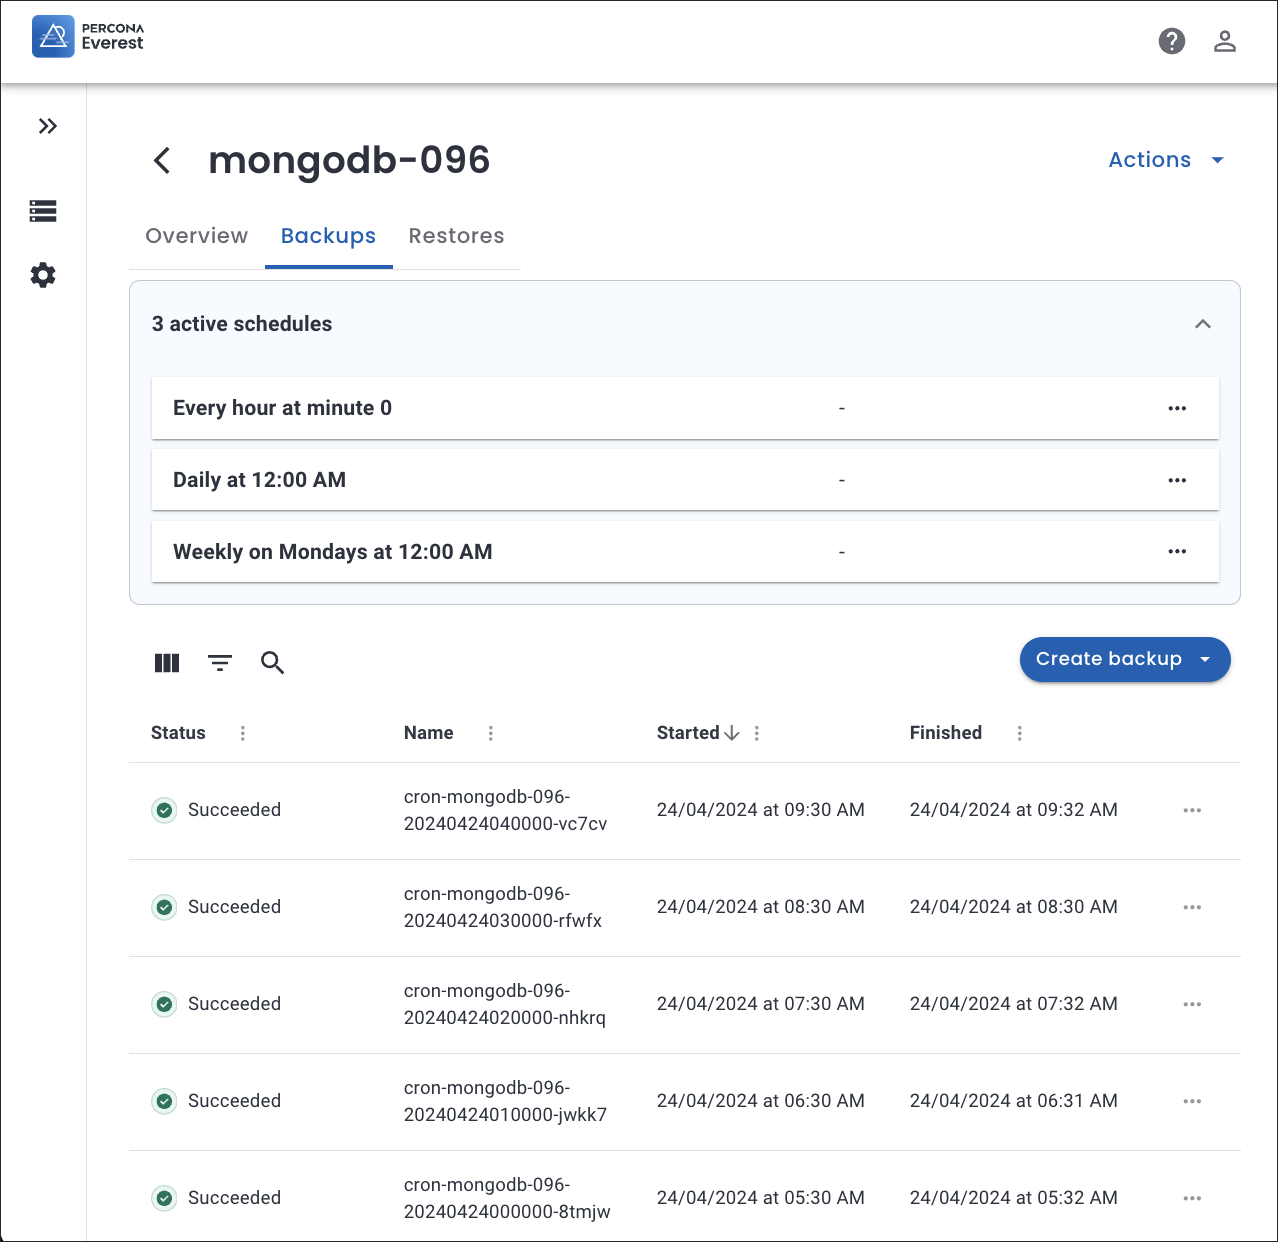 PERCONA
Everest
mongodb-096
Actions
Overview Backups Restores
3 active schedules
Every hour at minute 0 - ...
Daily at 12:00 AM - ...
Weekly on Mondays at 12:00 AM - ...
Create backup
Status Name Started Finished
Succeeded cron-mongodb-096-20240424040000-vc7cv 24/04/2024 at 09:30 AM 24/04/2024 at 09:32 AM
Succeeded cron-mongodb-096-20240424030000-rfwfx 24/04/2024 at 08:30 AM 24/04/2024 at 08:30 AM
Succeeded cron-mongodb-096-20240424020000-nhkrq 24/04/2024 at 07:30 AM 24/04/2024 at 07:32 AM
Succeeded cron-mongodb-096-20240424010000-jwkk7 24/04/2024 at 06:30 AM 24/04/2024 at 06:31 AM
Succeeded cron-mongodb-096-20240424000000-8tmjw 24/04/2024 at 05:30 AM 24/04/2024 at 05:32 AM